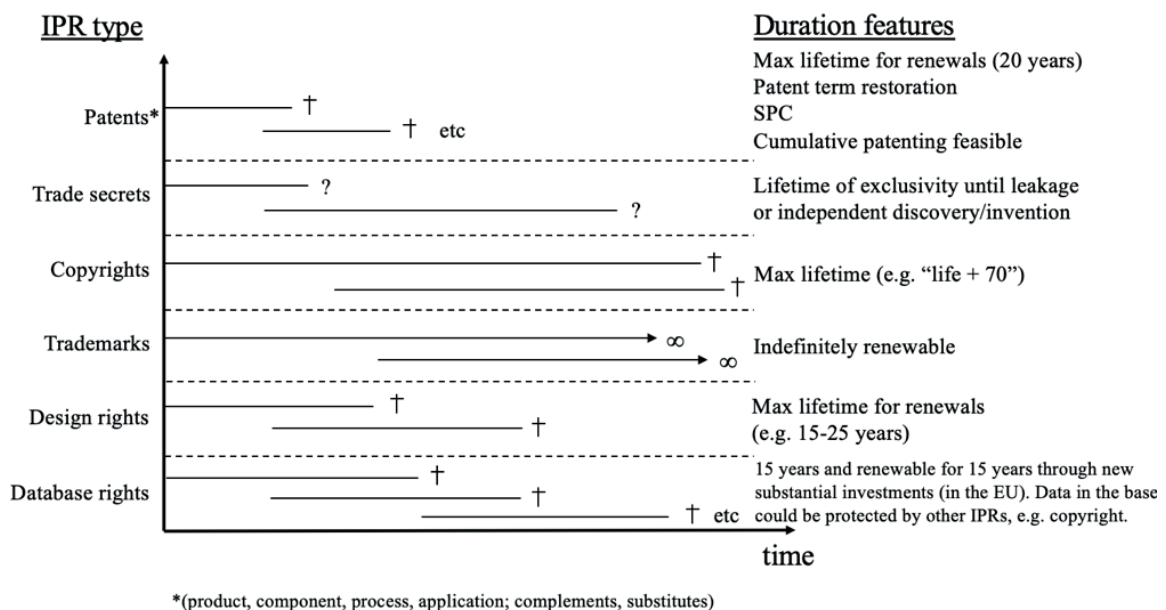 IPR type
Duration features
Patents*
†
† etc
Max lifetime for renewals (20 years)
Patent term restoration
SPC
Cumulative patenting feasible
Trade secrets
?
?
Lifetime of exclusivity until leakage
or independent discovery/invention
Copyrights
†
†
Max lifetime (e.g. “life + 70”)
Trademarks
∞
∞
Indefinitely renewable
Design rights
†
†
Max lifetime for renewals
(e.g. 15-25 years)
Database rights
†
†
† etc
15 years and renewable for 15 years through new
substantial investments (in the EU). Data in the base
could be protected by other IPRs, e.g. copyright.
time
*(product, component, process, application; complements, substitutes)